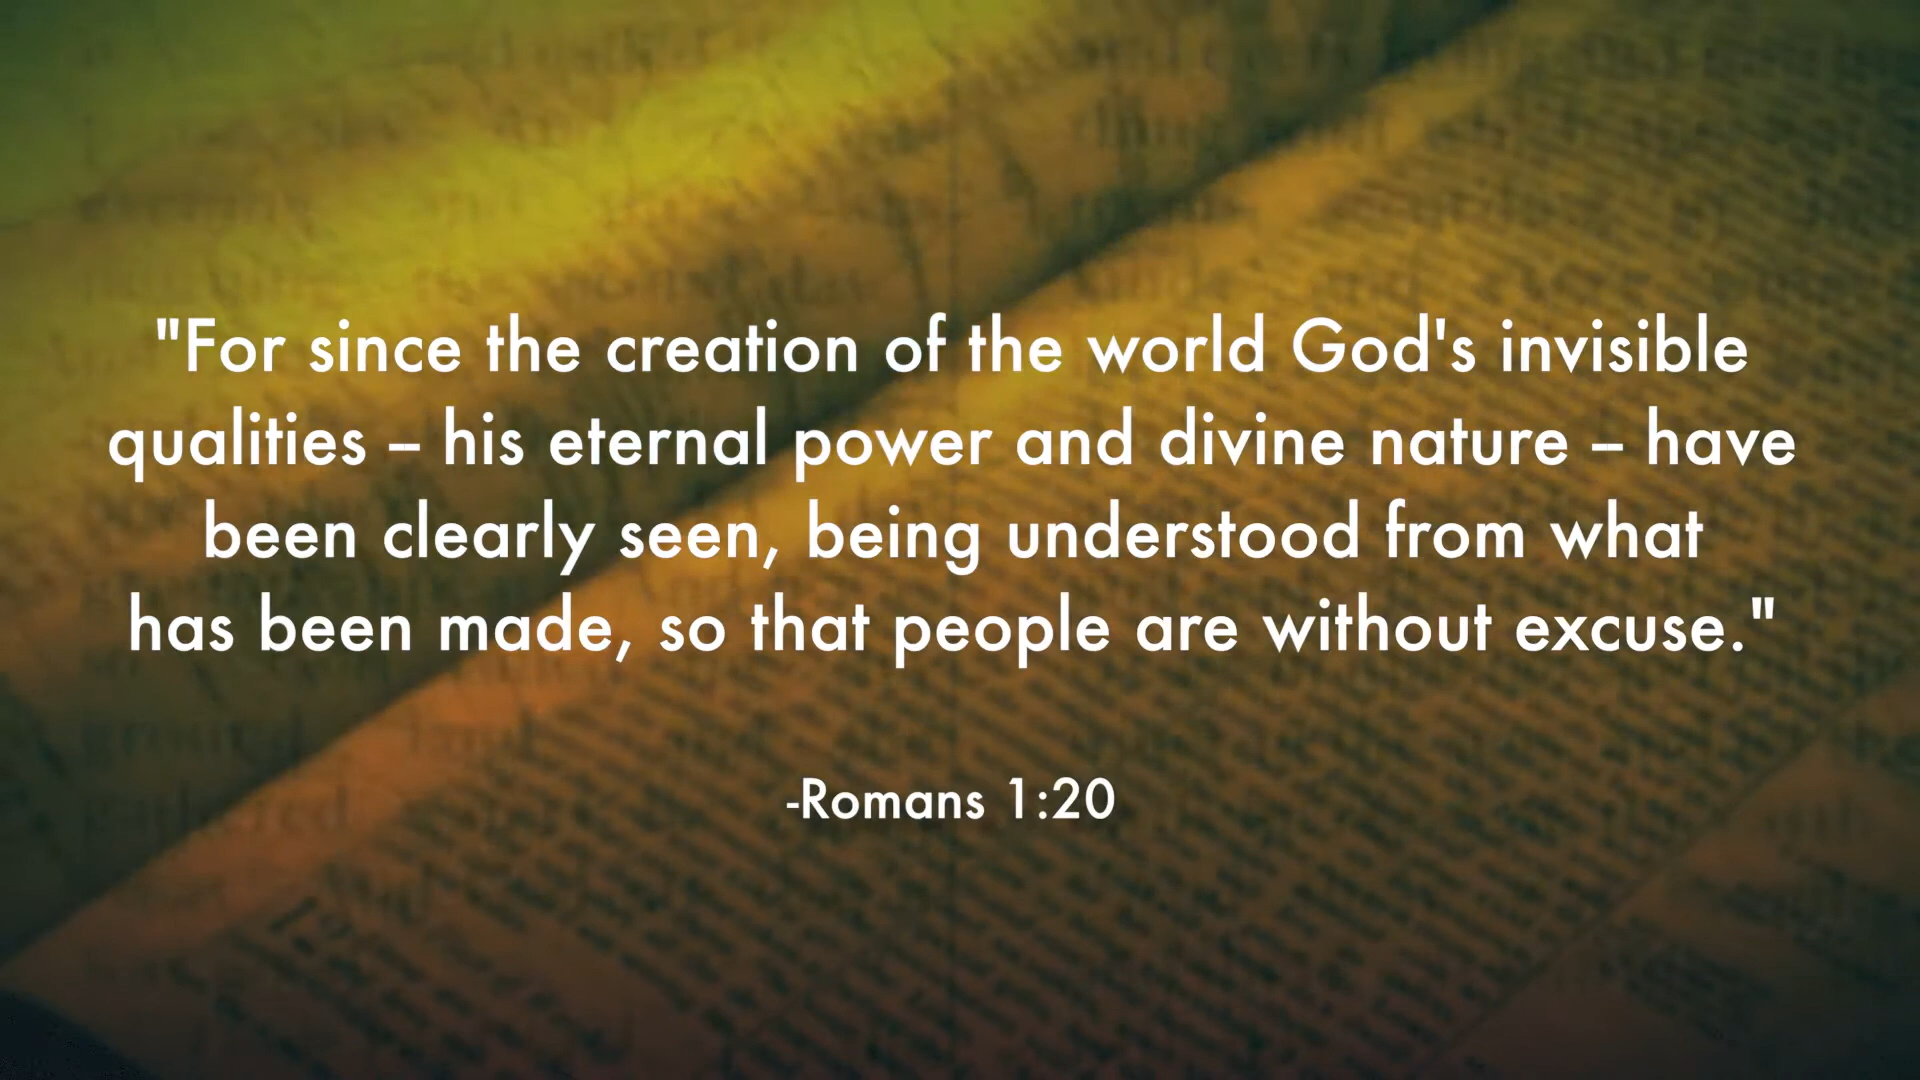 "For since the creation of the world God's invisible
qualities – his eternal power and divine nature – have
been clearly seen, being understood from what
has been made, so that people are without excuse."
-Romans 1:20